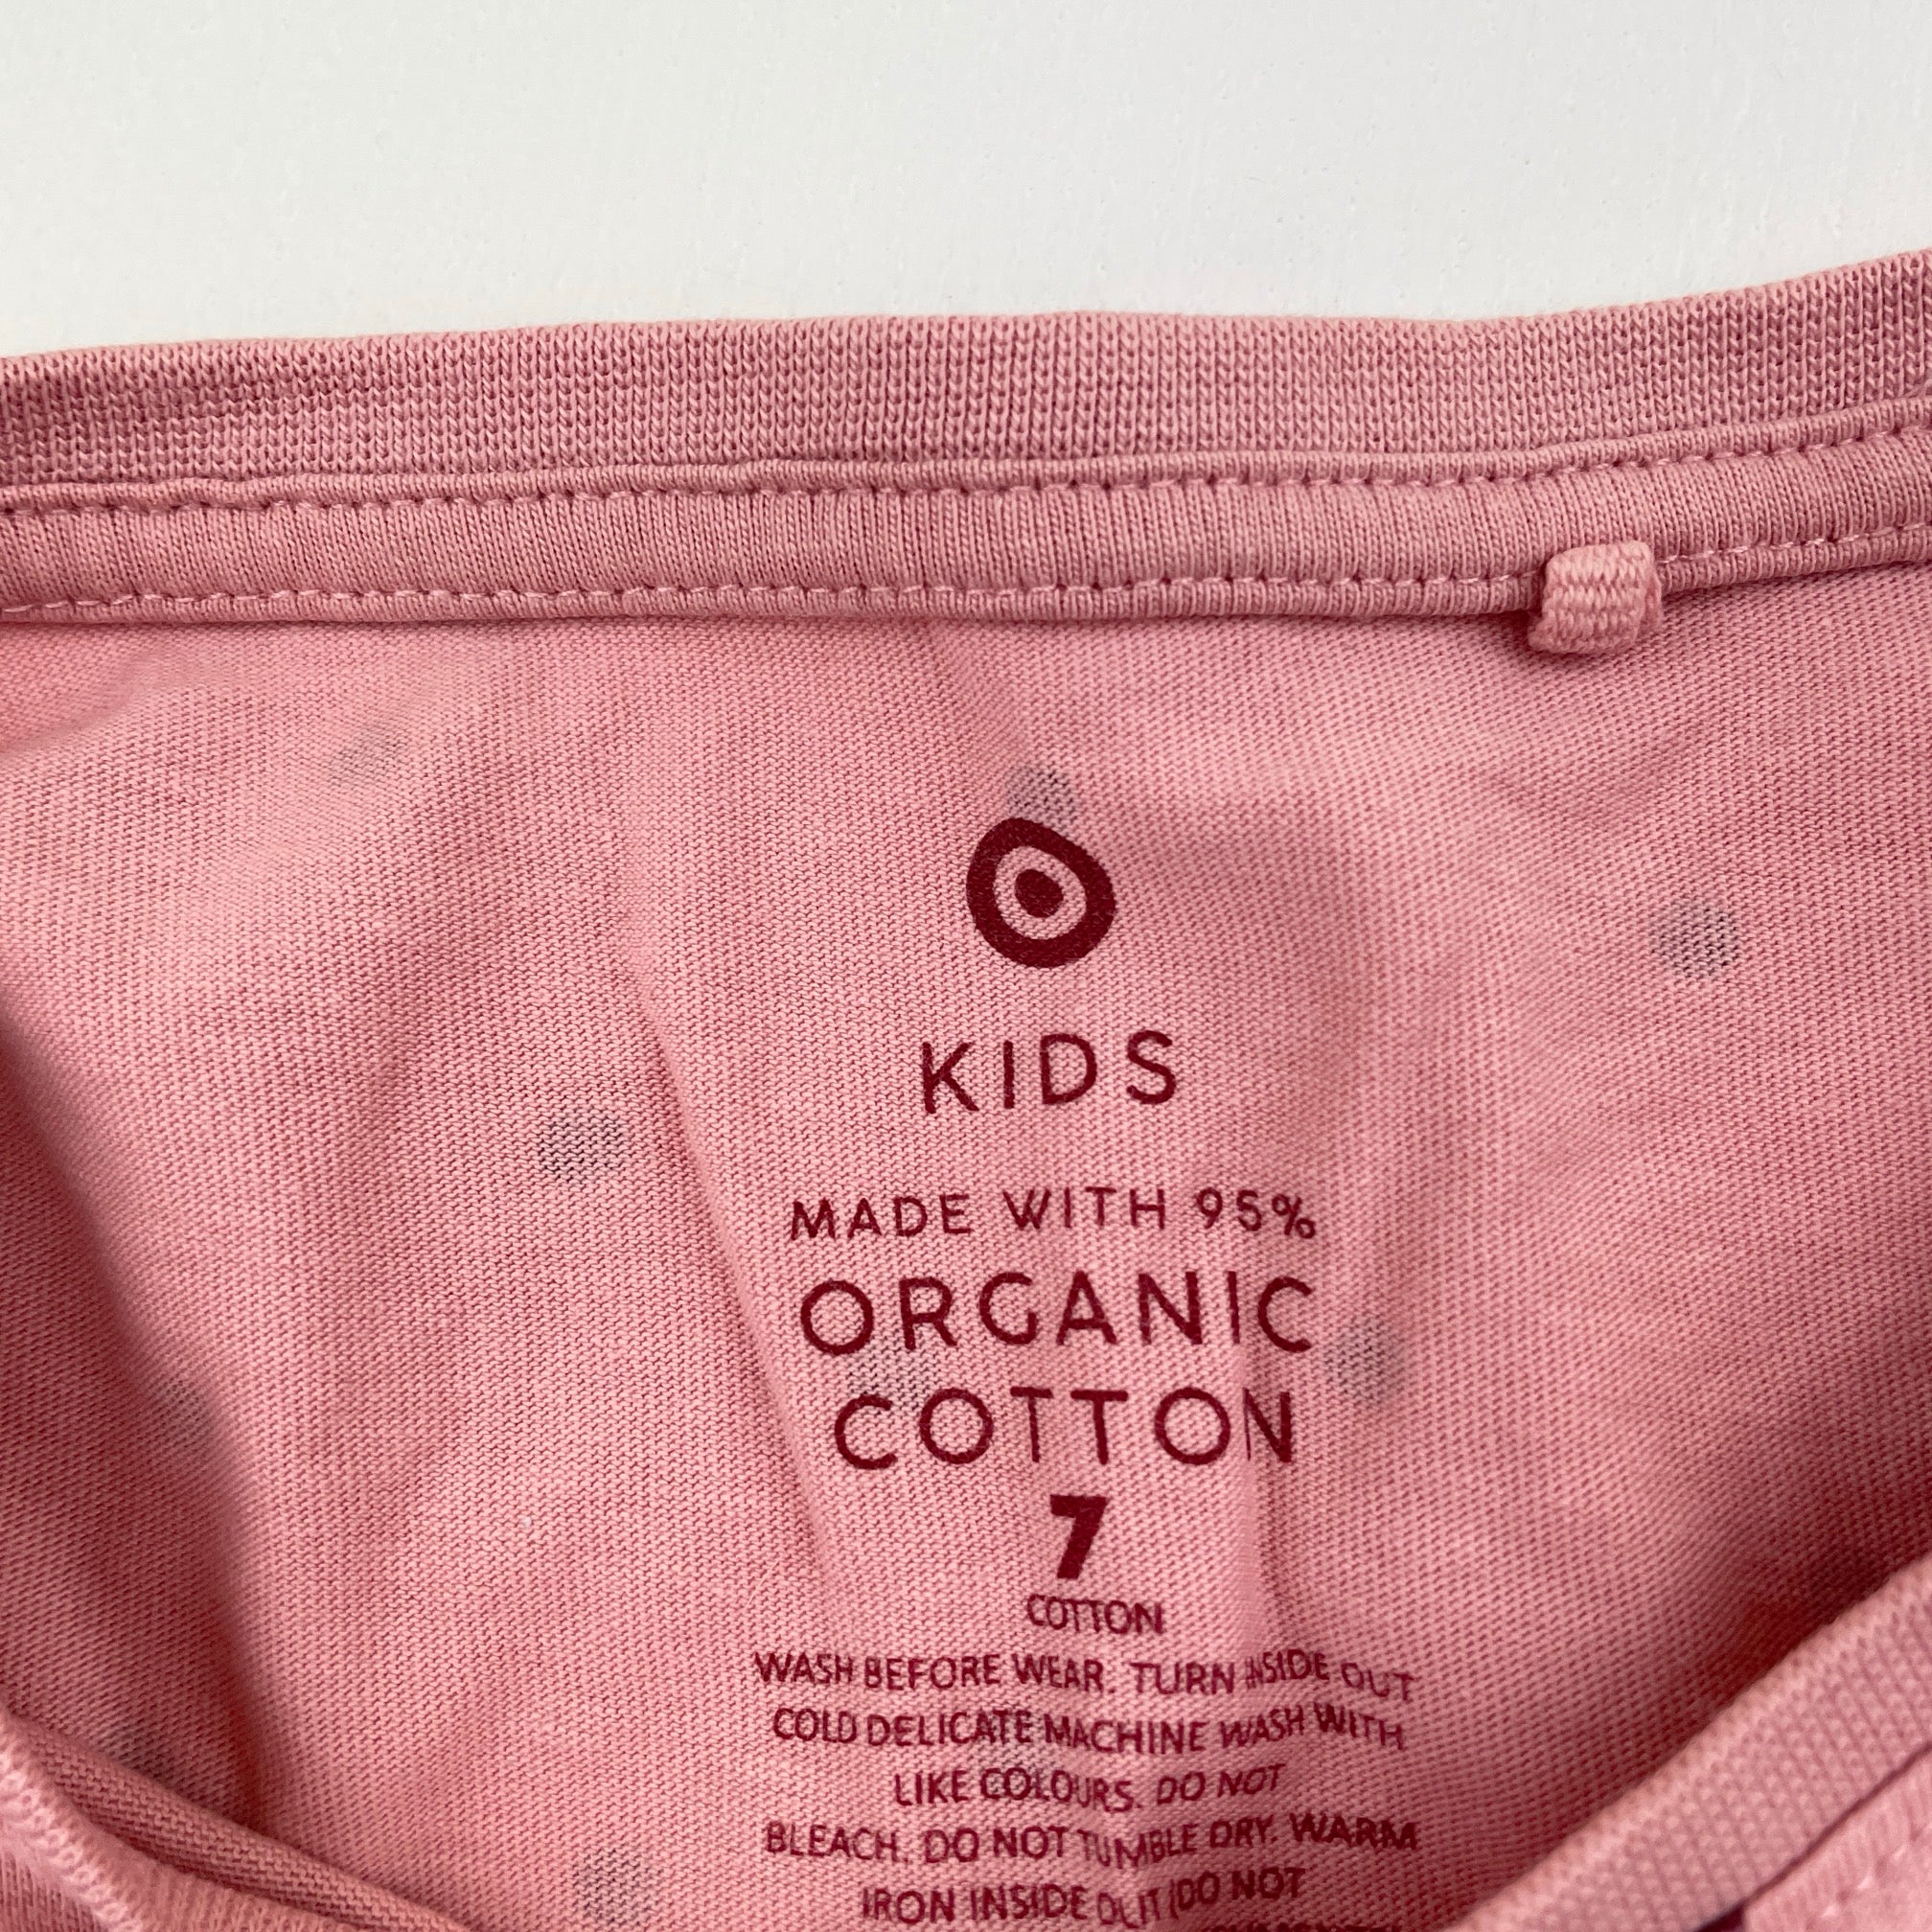 KIDS
MADE WITH 95%
ORGANIC
COTTON
7
COTTON
WASH BEFORE WEAR. TURN INSIDE OUT
COLD DELICATE MACHINE WASH WITH
LIKE COLOURS. DO NOT
BLEACH. DO NOT TUMBLE DRY. WARM
IRON INSIDE OUT (DO NOT